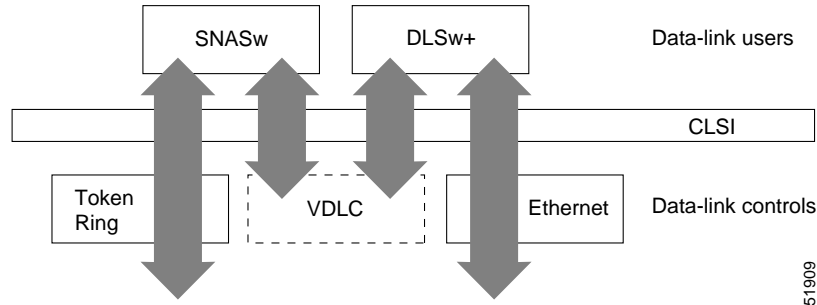 SNASw
DLSw+
Data-link users
CLSI
Token
Ring
VDLC
Ethernet
Data-link controls
51909